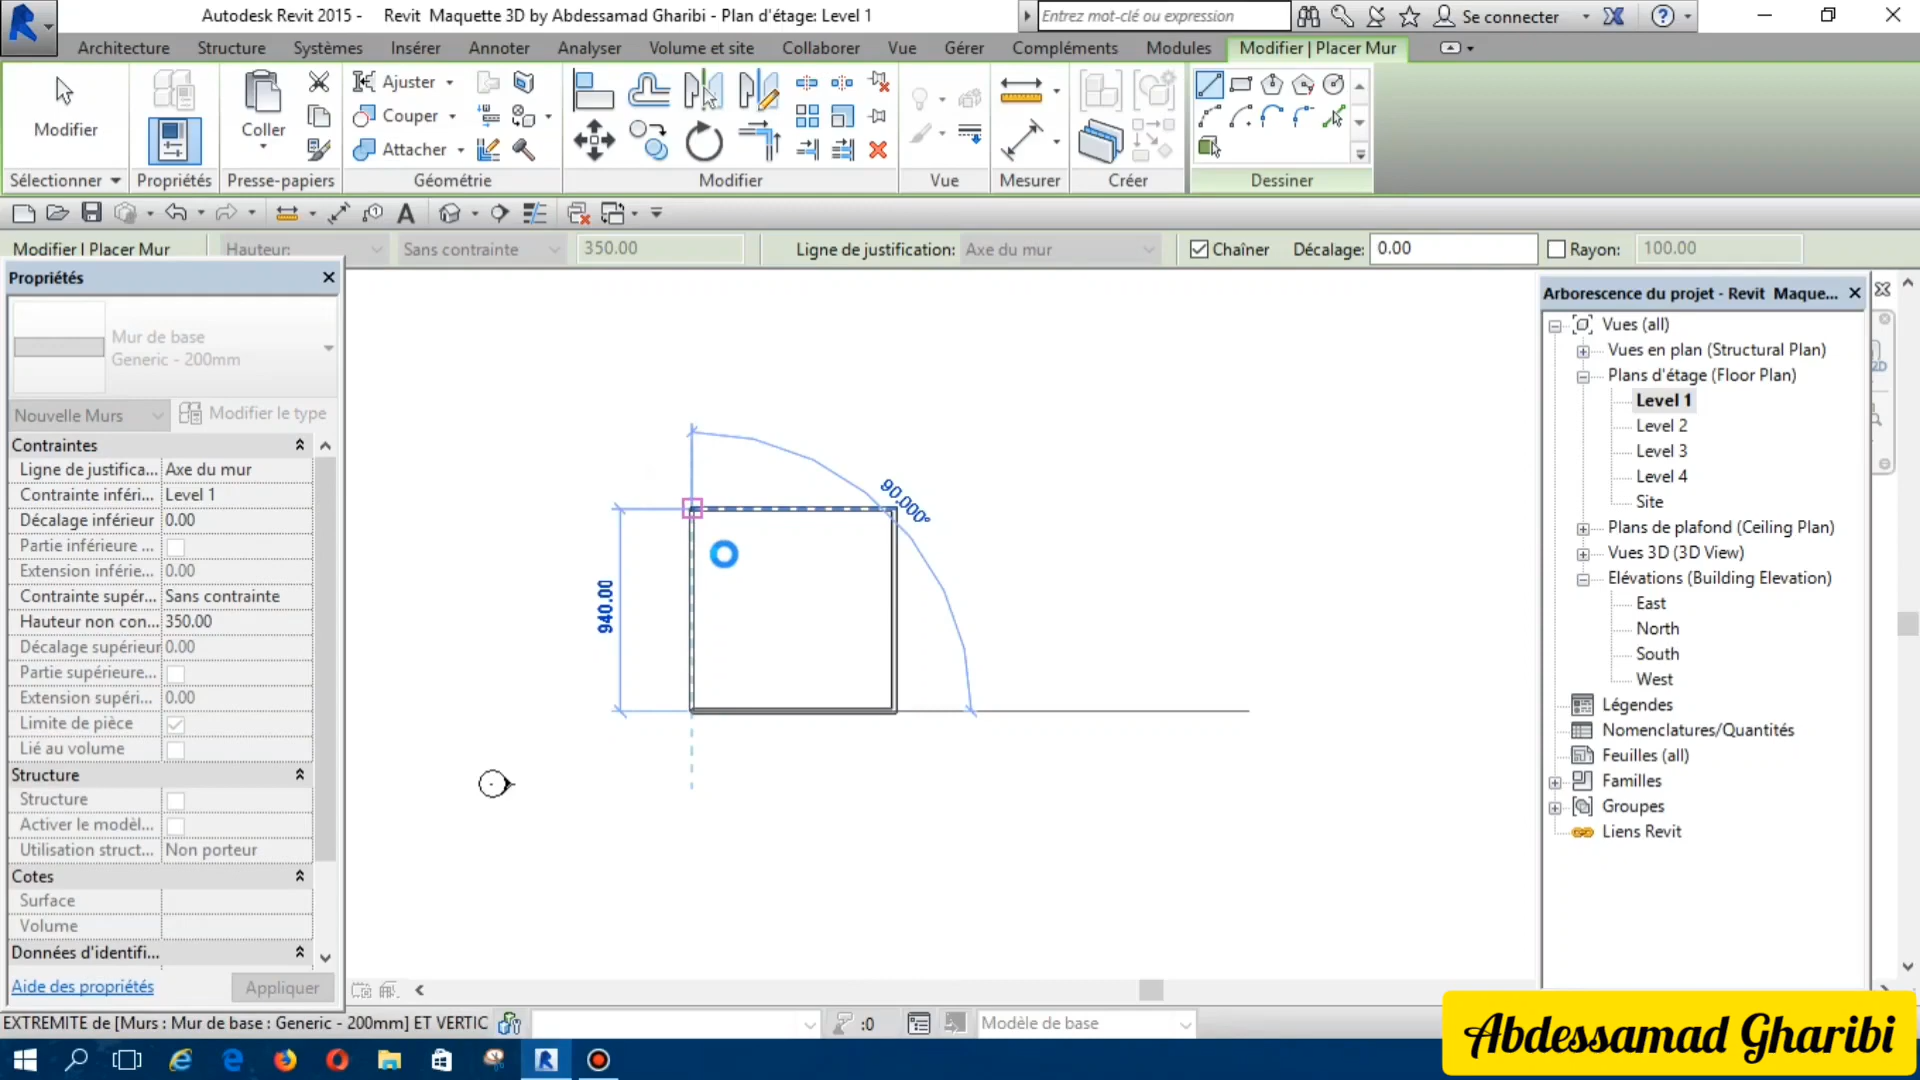 Autodesk Revit 2015 - Revit Maquette 3D by Abdessamad Gharibi - Plan d'étage: Level 1
Entrez mot-clé ou expression
Se connecter
Architecture Structure Systèmes Insérer Annoter Analyser Volume et site Collaborer Vue Gérer Compléments Modules Modifier | Placer Mur
Modifier
Coller
Ajuster
Couper
Attacher
Sélectionner Propriétés Presse-papiers Géométrie Modifier Vue Mesurer Créer Dessiner
Modifier | Placer Mur Hauteur: Sans contrainte 350.00 Ligne de justification: Axe du mur Chaîner Décalage: 0.00 Rayon: 100.00
Propriétés
Mur de base
Generic - 200mm
Nouvelle Murs Modifier le type
Contraintes
Ligne de justifica... Axe du mur
Contrainte inféri... Level 1
Décalage inférieur 0.00
Partie inférieure ...
Extension inférie... 0.00
Contrainte supér... Sans contrainte
Hauteur non con... 350.00
Décalage supérieur 0.00
Partie supérieure...
Extension supéri... 0.00
Limite de pièce
Lié au volume
Structure
Structure
Activer le modèl...
Utilisation struct... Non porteur
Cotes
Surface
Volume
Données d'identifi...
Aide des propriétés Appliquer
90.000°
940.00
Arborescence du projet - Revit Maque...
Vues (all)
Vues en plan (Structural Plan)
Plans d'étage (Floor Plan)
Level 1
Level 2
Level 3
Level 4
Site
Plans de plafond (Ceiling Plan)
Vues 3D (3D View)
Elévations (Building Elevation)
East
North
South
West
Légendes
Nomenclatures/Quantités
Feuilles (all)
Familles
Groupes
Liens Revit
2D
EXTREMITE de [Murs : Mur de base : Generic - 200mm] ET VERTIC
:0
Modèle de base
Abdessamad Gharibi